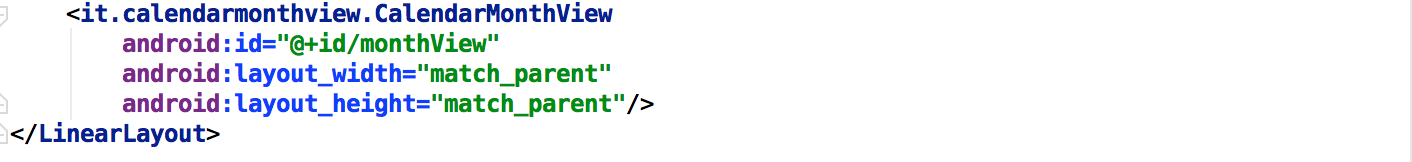 <it.calendarmonthview.CalendarMonthView
android:id="@+id/monthView"
android:layout_width="match_parent"
android:layout_height="match_parent"/>
</LinearLayout>